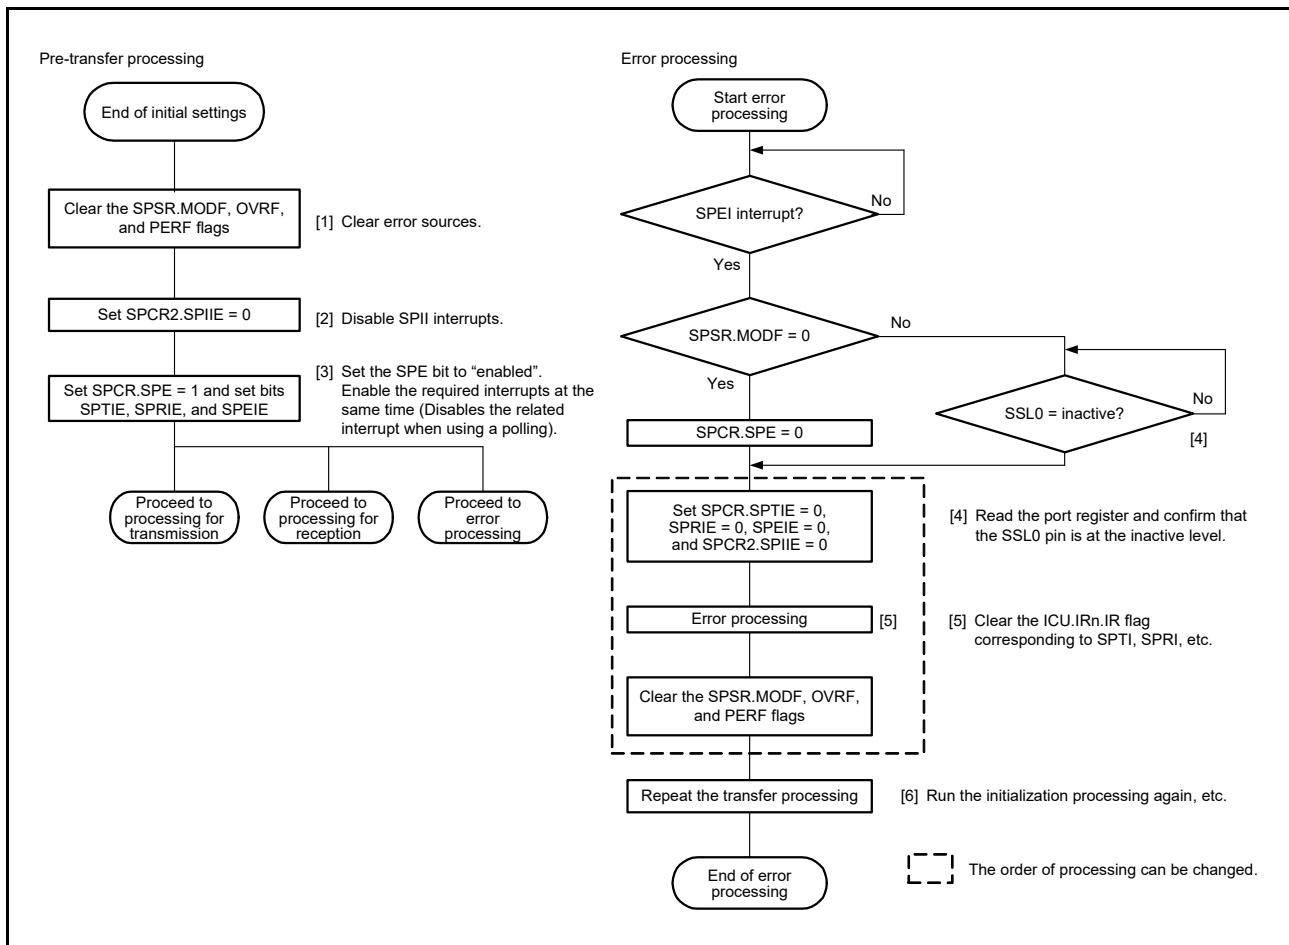 Pre-transfer processing
End of initial settings
Clear the SPSR.MODF, OVRF,
and PERF flags
[1] Clear error sources.
Set SPCR2.SPIIE = 0
[2] Disable SPII interrupts.
Set SPCR.SPE = 1 and set bits
SPTIE, SPRIE, and SPEIE
[3] Set the SPE bit to “enabled”.
Enable the required interrupts at the
same time (Disables the related
interrupt when using a polling).
Proceed to
processing for
transmission
Proceed to
processing for
reception
Proceed to
error
processing
Error processing
Start error
processing
SPEI interrupt?
No
Yes
SPSR.MODF = 0
No
Yes
SSL0 = inactive?
No
[4]
SPCR.SPE = 0
Set SPCR.SPTIE = 0,
SPRIE = 0, SPEIE = 0,
and SPCR2.SPIIE = 0
[4] Read the port register and confirm that
the SSL0 pin is at the inactive level.
Error processing
[5]
[5] Clear the ICU.IRn.IR flag
corresponding to SPTI, SPRI, etc.
Clear the SPSR.MODF, OVRF,
and PERF flags
Repeat the transfer processing
[6] Run the initialization processing again, etc.
End of error
processing
The order of processing can be changed.